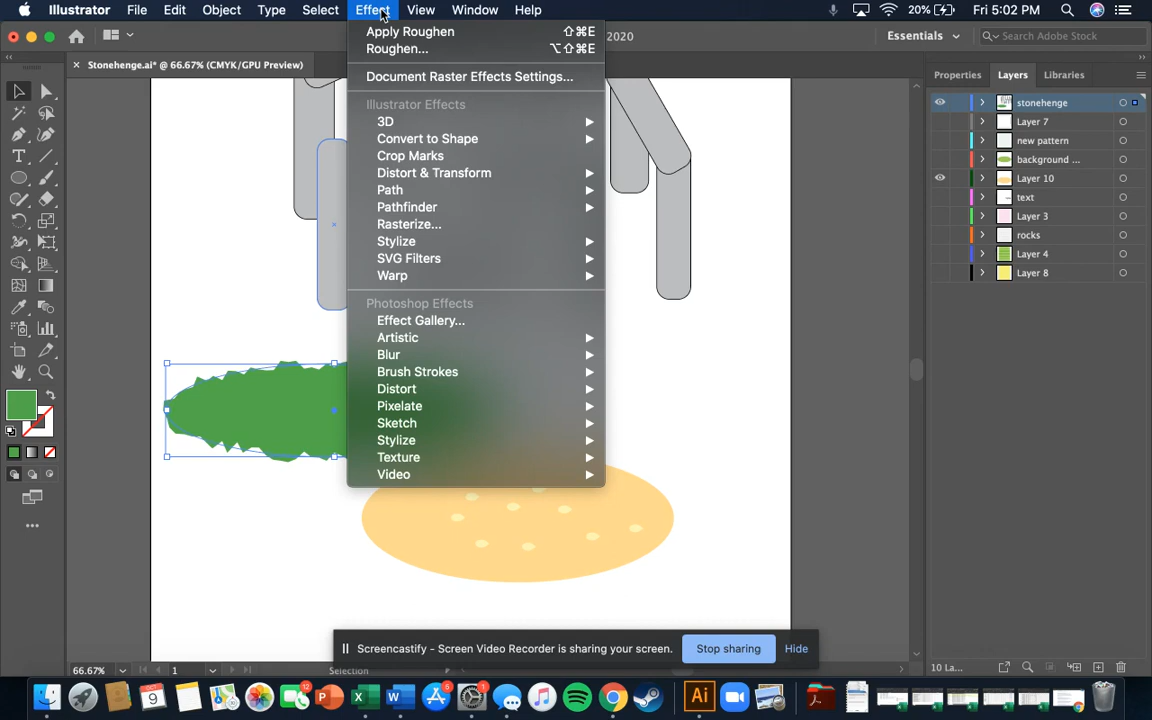 Illustrator File Edit Object Type Select Effect View Window Help 20% Fri 5:02 PM
2020 Essentials Search Adobe Stock
× Stonehenge.ai* @ 66.67% (CMYK/GPU Preview)
Apply Roughen ⇧⌘E
Roughen... ⌥⇧⌘E
Document Raster Effects Settings...
Illustrator Effects
3D
Convert to Shape
Crop Marks
Distort & Transform
Path
Pathfinder
Rasterize...
Stylize
SVG Filters
Warp
Photoshop Effects
Effect Gallery...
Artistic
Blur
Brush Strokes
Distort
Pixelate
Sketch
Stylize
Texture
Video
Properties Layers Libraries
stonehenge
Layer 7
new pattern
background ...
Layer 10
text
Layer 3
rocks
Layer 4
Layer 8
Screencastify - Screen Video Recorder is sharing your screen. Stop sharing Hide
66.67% 1 Selection 10 La...